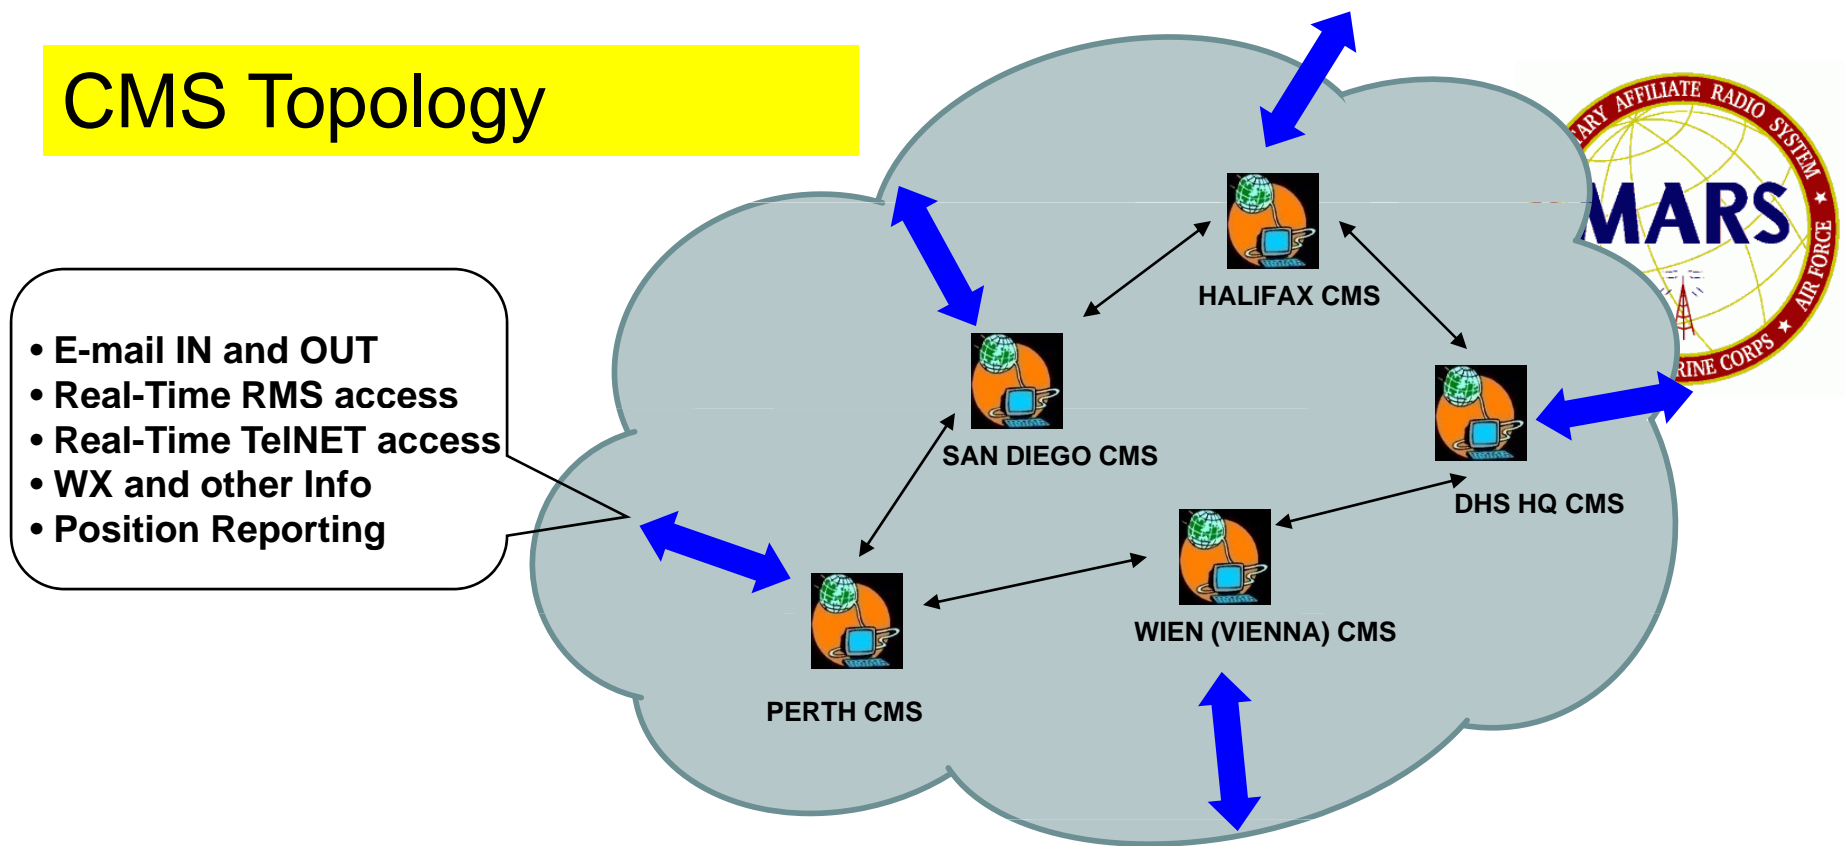 CMS Topology
AFFILIATE RADIO SYSTEM
MARS
AIR FORCE
CORPS
HALIFAX CMS
• E-mail IN and OUT
• Real-Time RMS access
• Real-Time TelNET access
• WX and other Info
• Position Reporting
SAN DIEGO CMS
DHS HQ CMS
WIEN (VIENNA) CMS
PERTH CMS